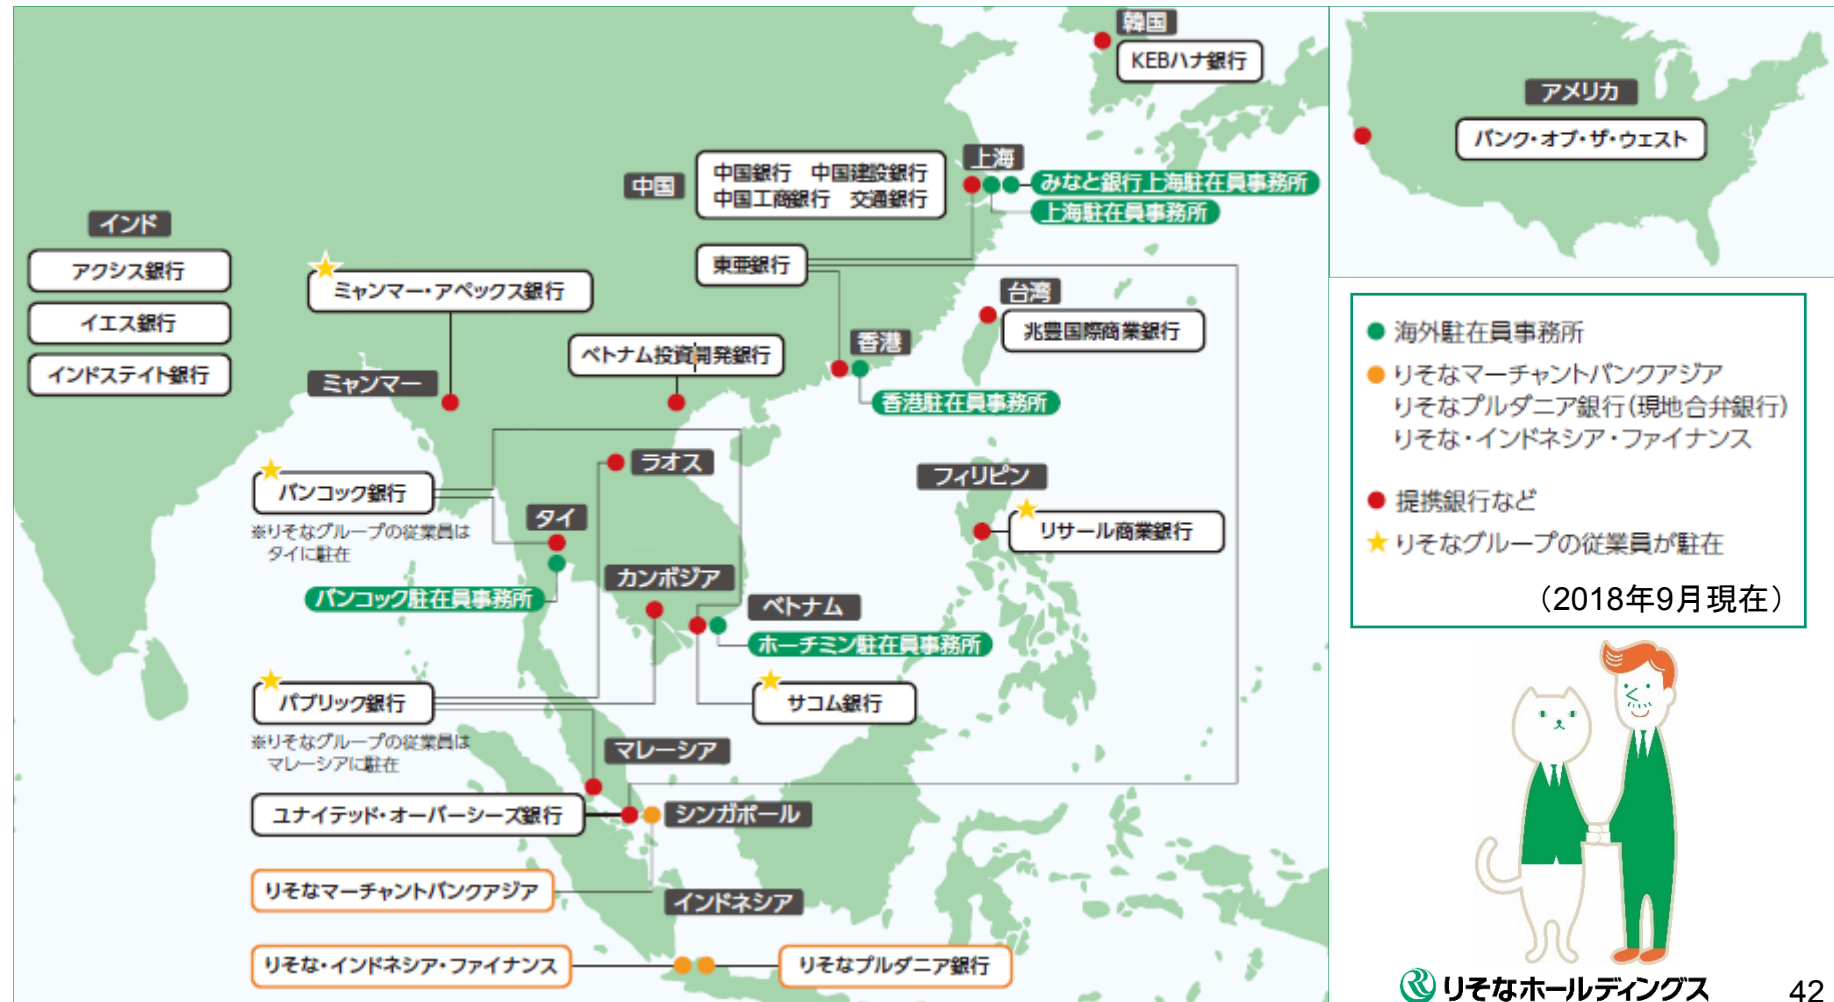 韓国
KEBハナ銀行
アメリカ
バンク・オブ・ザ・ウェスト
中国
中国銀行　中国建設銀行
中国工商銀行　交通銀行
上海
みなと銀行上海駐在員事務所
上海駐在員事務所
インド
アクシス銀行
イエス銀行
インドステイト銀行
東亜銀行
ミャンマー・アペックス銀行
ミャンマー
ベトナム投資開発銀行
香港
香港駐在員事務所
台湾
兆豊国際商業銀行
ラオス
バンコック銀行
※りそなグループの従業員は
タイに駐在
タイ
バンコック駐在員事務所
フィリピン
リサール商業銀行
カンボジア
ベトナム
ホーチミン駐在員事務所
サコム銀行
パブリック銀行
※りそなグループの従業員は
マレーシアに駐在
マレーシア
ユナイテッド・オーバーシーズ銀行
シンガポール
りそなマーチャントバンクアジア
インドネシア
りそな・インドネシア・ファイナンス
りそなプルダニア銀行
海外駐在員事務所
りそなマーチャントバンクアジア
りそなプルダニア銀行（現地合弁銀行）
りそな・インドネシア・ファイナンス
提携銀行など
りそなグループの従業員が駐在
（2018年9月現在）
りそなホールディングス
42